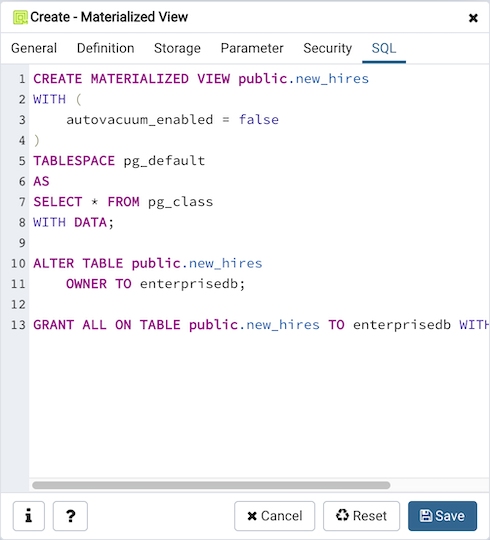 Create - Materialized View
General Definition Storage Parameter Security SQL
1 CREATE MATERIALIZED VIEW public.new_hires
2 WITH (
3 autovacuum_enabled = false
4 )
5 TABLESPACE pg_default
6 AS
7 SELECT * FROM pg_class
8 WITH DATA;
9
10 ALTER TABLE public.new_hires
11 OWNER TO enterprisedb;
12
13 GRANT ALL ON TABLE public.new_hires TO enterprisedb WITH
i ? Cancel Reset Save